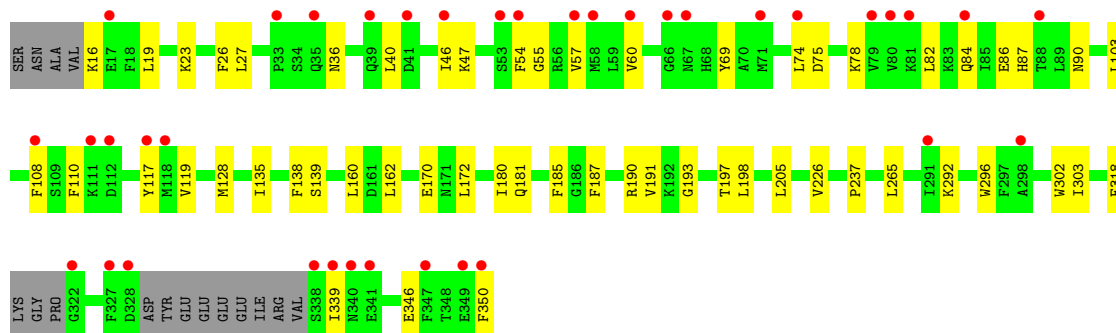 SER ASN ALA VAL K16 E17 F18 L19 K23 F26 L27 P33 S34 Q35 N36 Q39 L40 D41 I46 K47 S53 F54 G55 R56 V57 M58 L59 V60 G66 N67 H68 Y69 A70 M71 L74 D75 K78 V79 V80 K81 L82 K83 Q84 I85 E86 H87 T88 L89 N90 L103
F108 S109 F110 K111 D112 Y117 M118 V119 M128 I135 F138 S139 L160 D161 L162 E170 N171 L172 I180 Q181 F185 G186 F187 R190 V191 K192 G193 T197 L198 L205 V226 P237 L265 I291 K292 W296 F297 A298 W302 I303
LYS GLY PRO G322 F327 D328 ASP TYR GLU GLU GLU GLU ILE ARG VAL S338 I339 N340 E341 E346 F347 T348 E349 F350